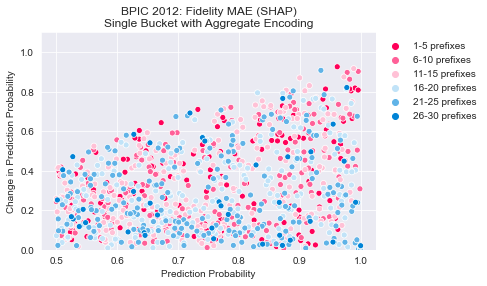 BPIC 2012: Fidelity MAE (SHAP)
Single Bucket with Aggregate Encoding
Change in Prediction Probability
1.0
0.8
0.6
0.4
0.2
0.0
0.5
0.6
0.7
0.8
0.9
1.0
Prediction Probability
1-5 prefixes
6-10 prefixes
11-15 prefixes
16-20 prefixes
21-25 prefixes
26-30 prefixes